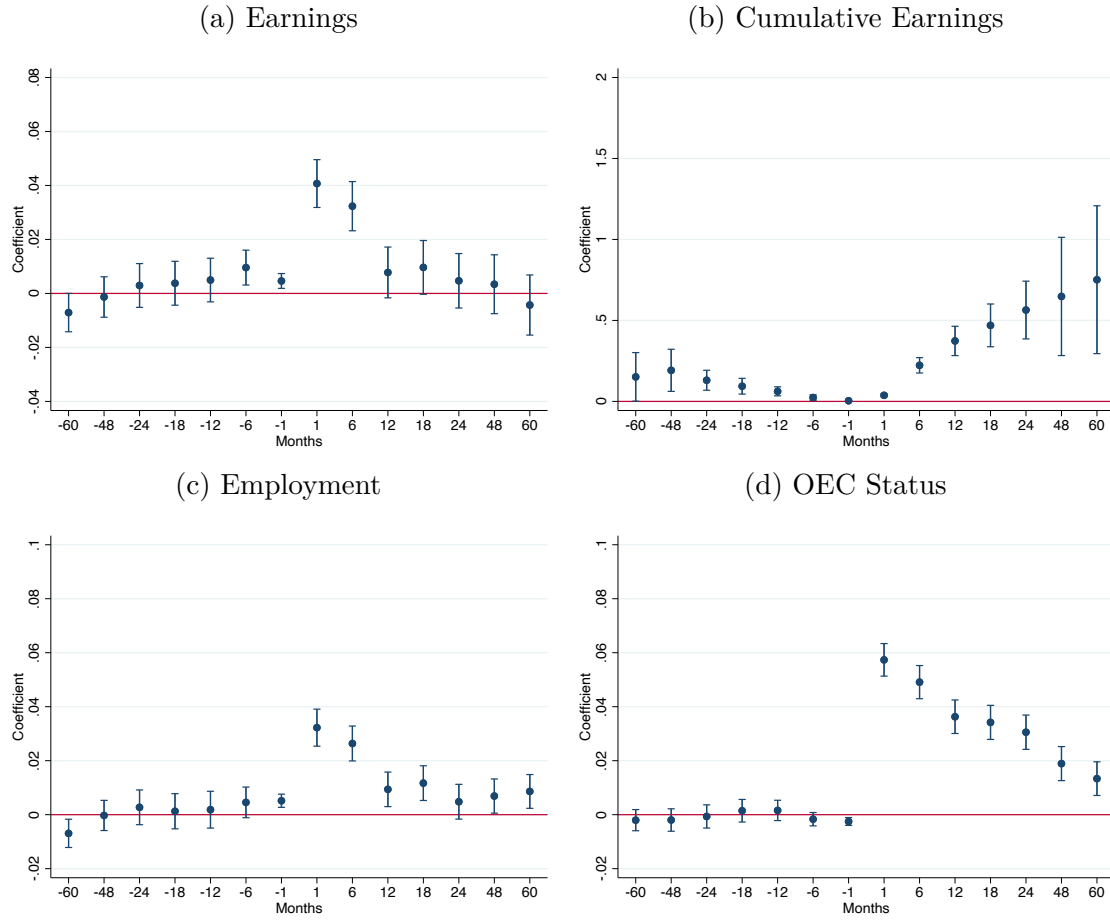 (a) Earnings
(b) Cumulative Earnings
.08
.06
.04
.02
0
-.02
-.04
Coefficient
-60 -48 -24 -18 -12 -6 -1 1 6 12 18 24 48 60
Months
2
1.5
1
.5
0
Coefficient
-60 -48 -24 -18 -12 -6 -1 1 6 12 18 24 48 60
Months
(c) Employment
(d) OEC Status
.1
.08
.06
.04
.02
0
-.02
Coefficient
-60 -48 -24 -18 -12 -6 -1 1 6 12 18 24 48 60
Months
.1
.08
.06
.04
.02
0
-.02
Coefficient
-60 -48 -24 -18 -12 -6 -1 1 6 12 18 24 48 60
Months